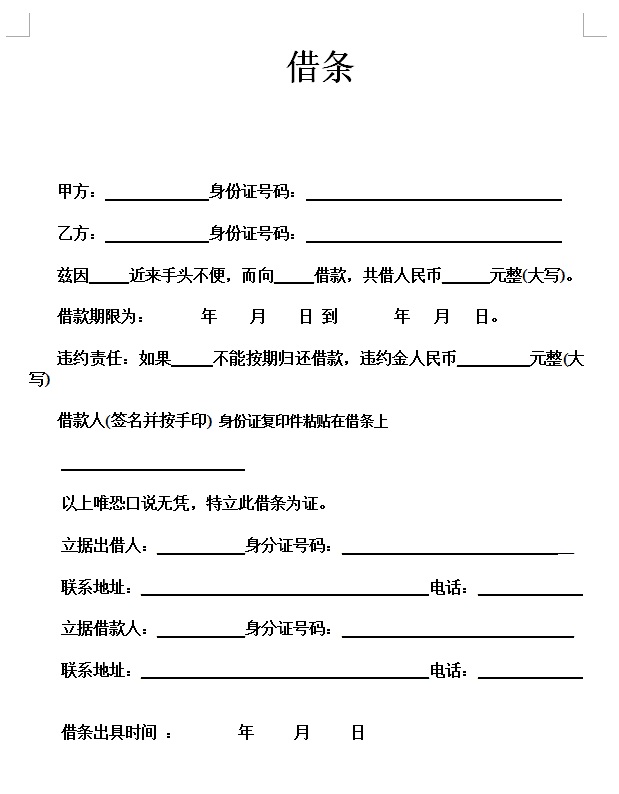 借条
甲方：____________身份证号码：______________________________
乙方：____________身份证号码：______________________________
兹因_____近来手头不便，而向_____借款，共借人民币______元整(大写)。
借款期限为： 年 月 日 到 年 月 日。
违约责任：如果_____不能按期归还借款，违约金人民币_________元整(大
写)
借款人(签名并按手印) 身份证复印件粘贴在借条上
______________________
以上唯恐口说无凭，特立此借条为证。
立据出借人：___________身分证号码：____________________________
联系地址：___________________________________电话：_____________
立据借款人：___________身分证号码：____________________________
联系地址：___________________________________电话：_____________
借条出具时间 ： 年 月 日